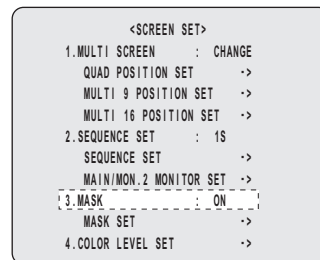 <SCREEN SET>
1.MULTI SCREEN : CHANGE
QUAD POSITION SET ->
MULTI 9 POSITION SET ->
MULTI 16 POSITION SET ->
2.SEQUENCE SET : 1S
SEQUENCE SET ->
MAIN/MON.2 MONITOR SET ->
3.MASK : ON
MASK SET ->
4.COLOR LEVEL SET ->